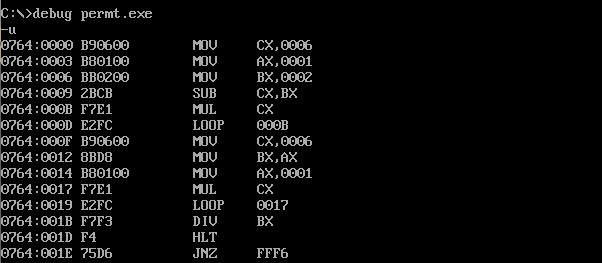 C:\>debug permt.exe
-u
0764:0000 B90600 MOV CX,0006
0764:0003 B80100 MOV AX,0001
0764:0006 BB0200 MOV BX,0002
0764:0009 2BCB SUB CX,BX
0764:000B F7E1 MUL CX
0764:000D E2FC LOOP 000B
0764:000F B90600 MOV CX,0006
0764:0012 8BD8 MOV BX,AX
0764:0014 B80100 MOV AX,0001
0764:0017 F7E1 MUL CX
0764:0019 E2FC LOOP 0017
0764:001B F7F3 DIV BX
0764:001D F4 HLT
0764:001E 75D6 JNZ FFF6